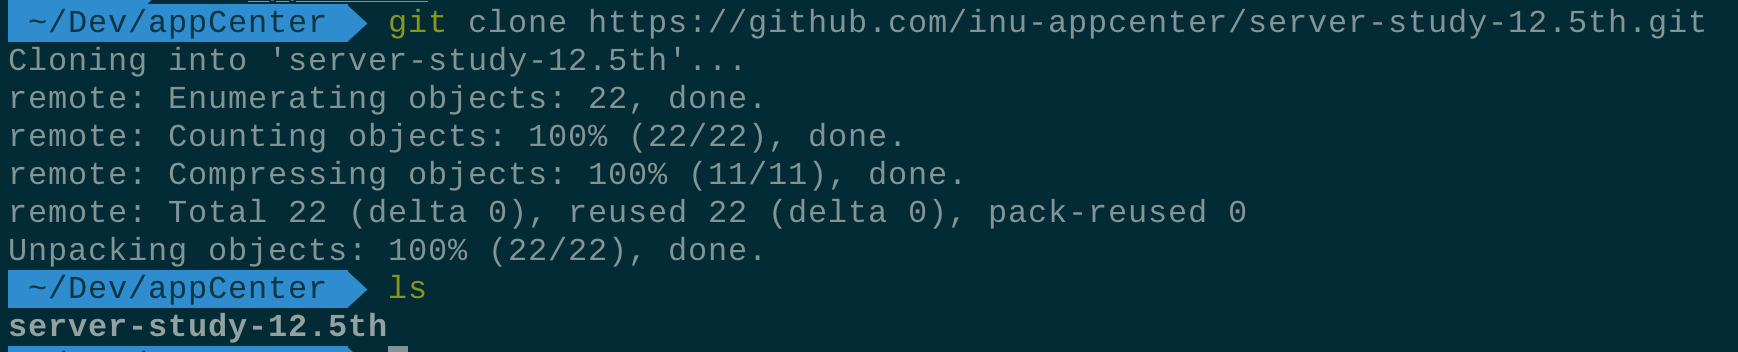 ~/Dev/appCenter git clone https://github.com/inu-appcenter/server-study-12.5th.git
Cloning into 'server-study-12.5th'...
remote: Enumerating objects: 22, done.
remote: Counting objects: 100% (22/22), done.
remote: Compressing objects: 100% (11/11), done.
remote: Total 22 (delta 0), reused 22 (delta 0), pack-reused 0
Unpacking objects: 100% (22/22), done.
~/Dev/appCenter ls
server-study-12.5th